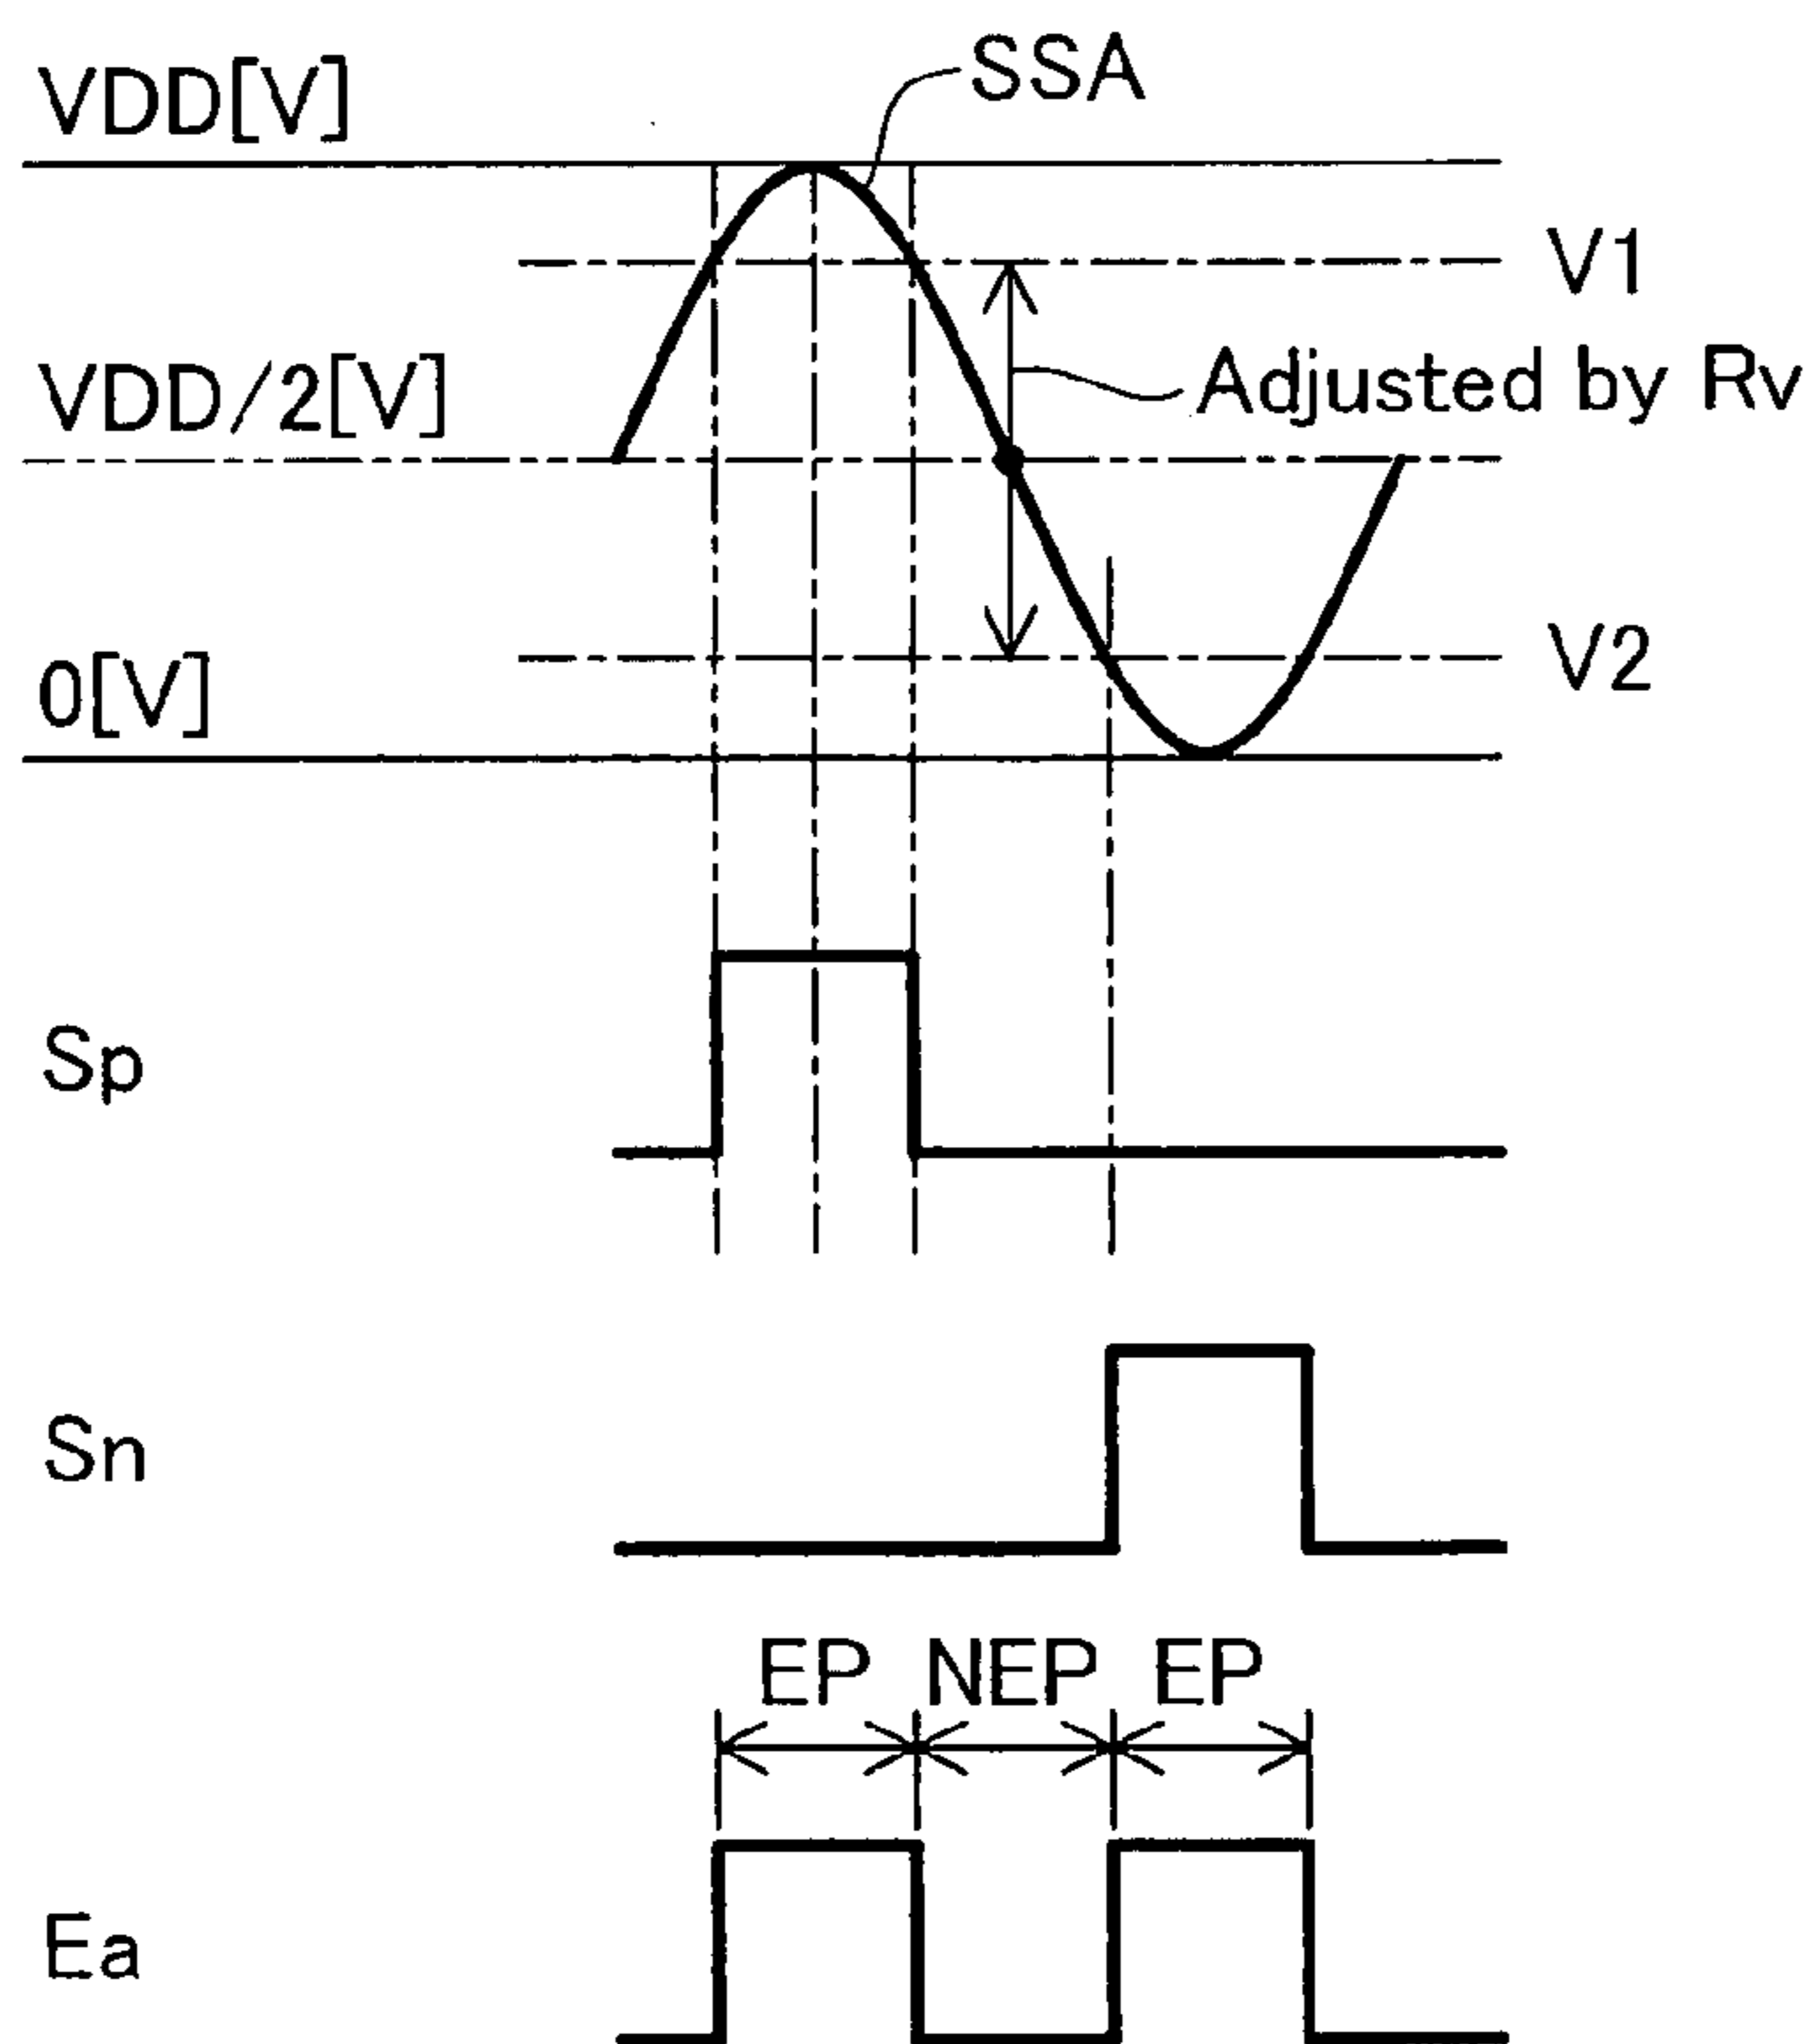 SSA
VDD[V]
V1
VDD/2[V]
Adjusted by Rv
V2
0[V]
Sp
Sn
EP NEP EP
Ea